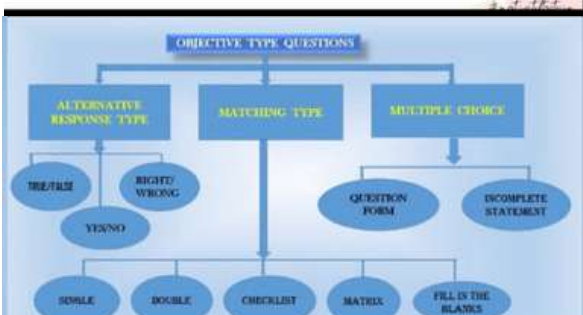 OBJECTIVE TYPE QUESTIONS
ALTERNATIVE
RESPONSE TYPE
MATCHING TYPE
MULTIPLE CHOICE
TRUE/FALSE
RIGHT/
WRONG
YES/NO
QUESTION
FORM
INCOMPLETE
STATEMENT
SINGLE
DOUBLE
CHECKLIST
MATRIX
FILL IN THE
BLANKS